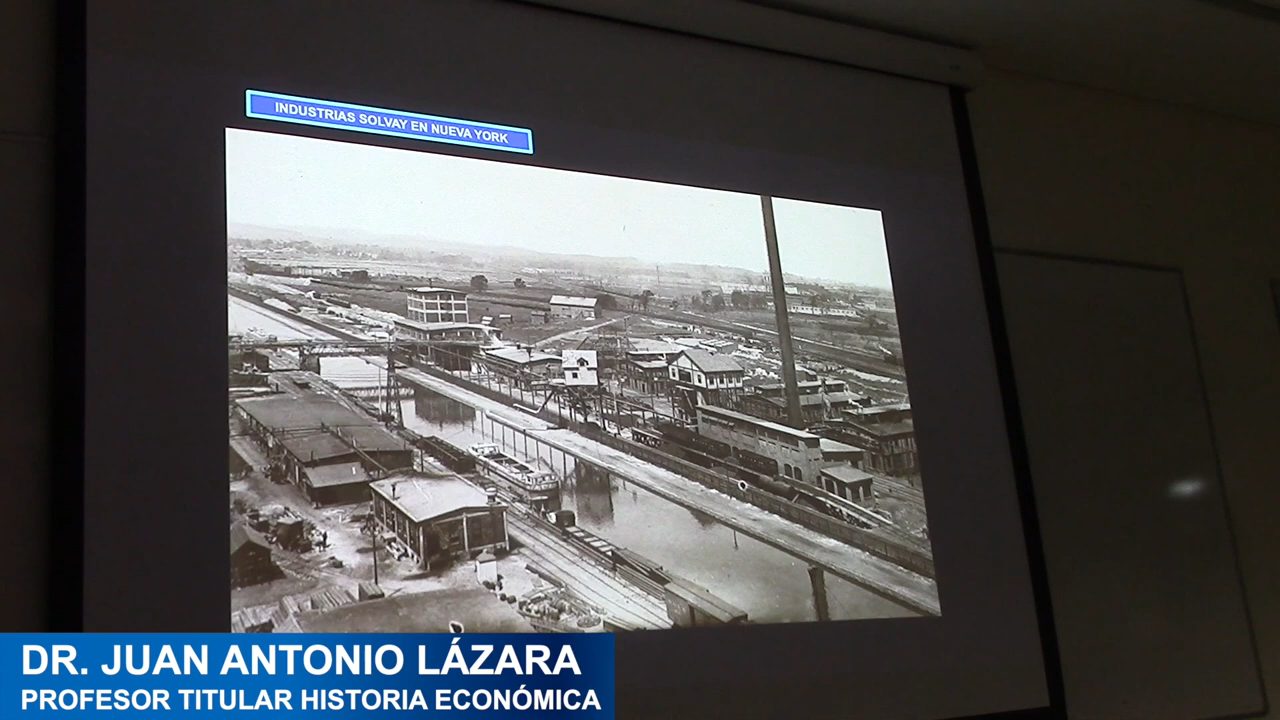 INDUSTRIAS SOLVAY EN NUEVA YORK
DR. JUAN ANTONIO LÁZARA
PROFESOR TITULAR HISTORIA ECONÓMICA